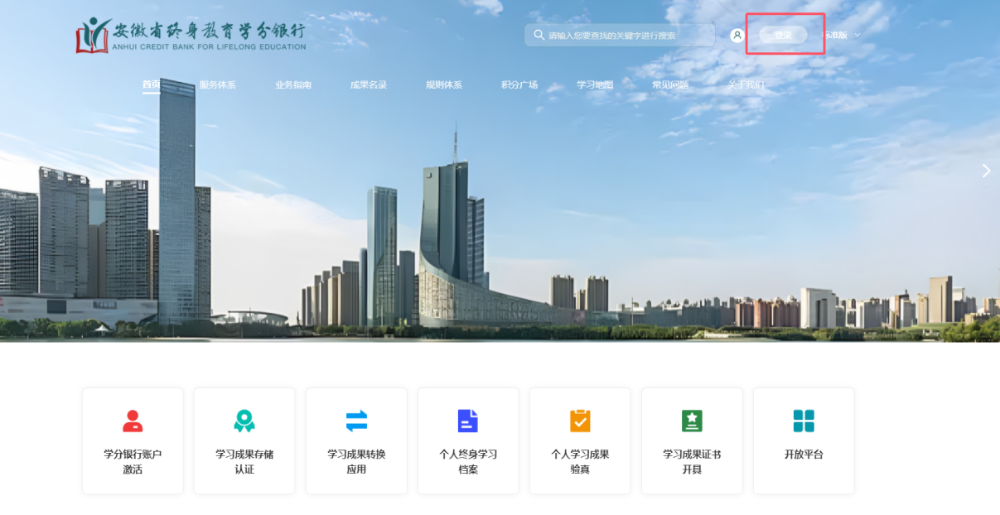 安徽省终身教育学分银行
ANHUI CREDIT BANK FOR LIFELONG EDUCATION
请输入您要查找的关键字进行搜索
登录
标准版
首页 服务体系 业务指南 成果名录 规则体系 积分广场 学习地图 常见问题 关于我们
学分银行账户
激活
学习成果存储
认证
学习成果转换
应用
个人终身学习
档案
个人学习成果
验真
学习成果证书
开具
开放平台